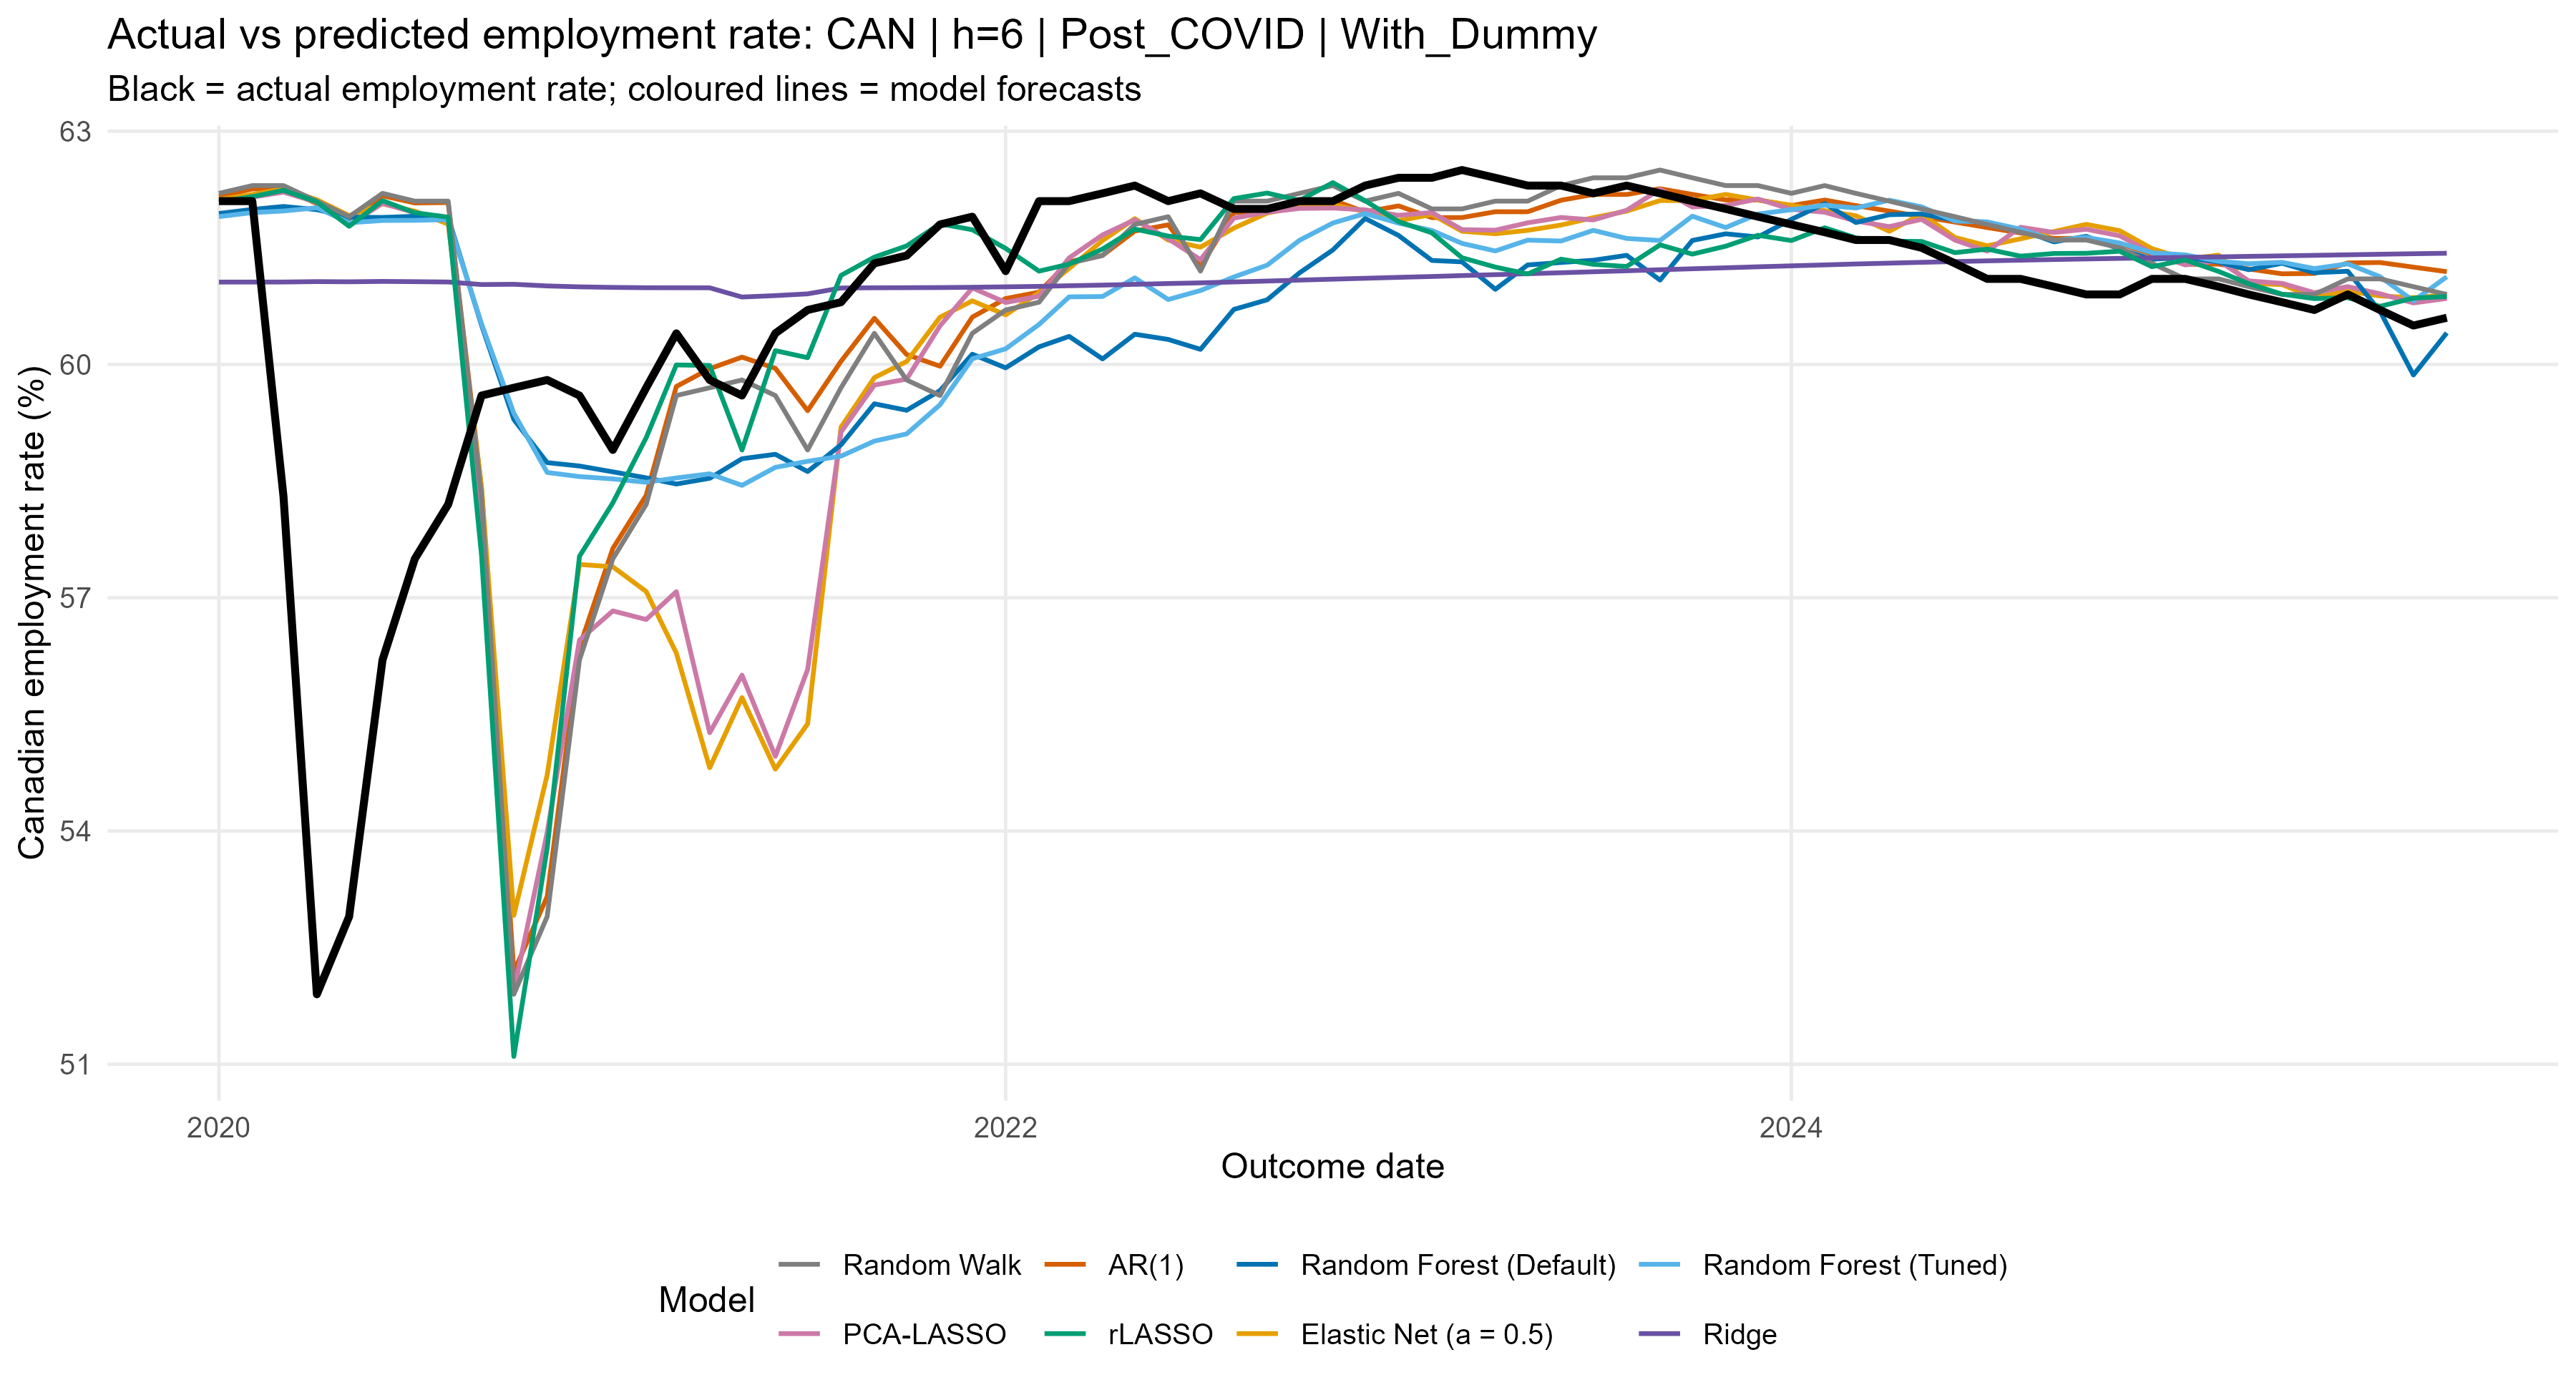 Actual vs predicted employment rate: CAN | h=6 | Post_COVID | With_Dummy
Black = actual employment rate; coloured lines = model forecasts
63
60
57
54
51
Canadian employment rate (%)
2020 2022 2024
Outcome date
Model
Random Walk AR(1) Random Forest (Default) Random Forest (Tuned)
PCA-LASSO rLASSO Elastic Net (a = 0.5) Ridge